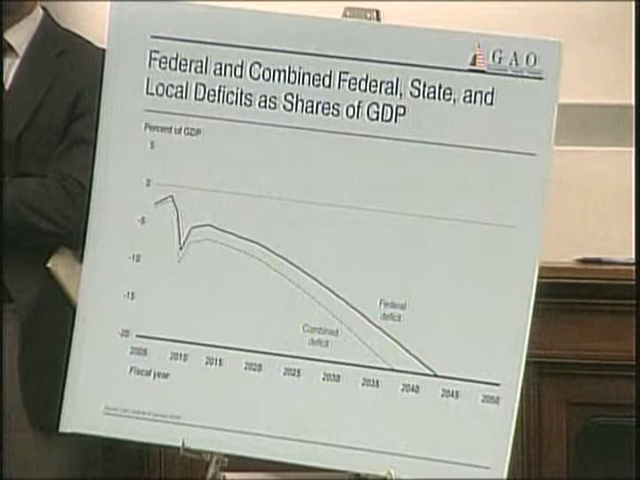 GAO
Federal and Combined Federal, State, and
Local Deficits as Shares of GDP
Percent of GDP
5
0
-5
-10
-15
-20
2005 2010 2015 2020 2025 2030 2035 2040 2045 2050
Fiscal year
Federal
deficit
Combined
deficit